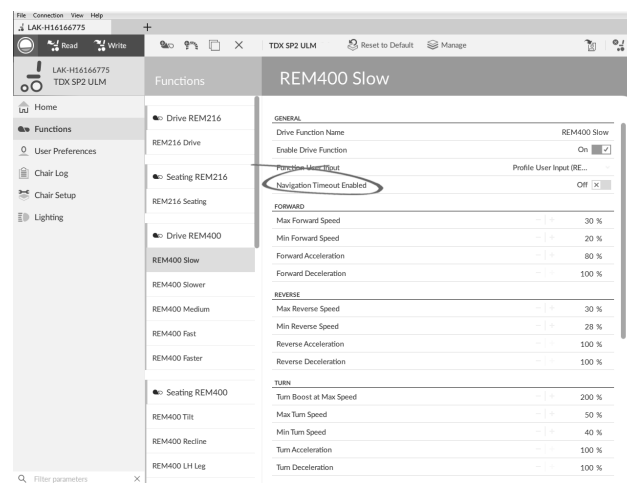 File Connection View Help
LAK-H16166775
Read Write TDX SP2 ULM Reset to Default Manage
LAK-H16166775
TDX SP2 ULM
Functions
REM400 Slow
Home
Functions
User Preferences
Chair Log
Chair Setup
Lighting
Filter parameters
Drive REM216
REM216 Drive
Seating REM216
REM216 Seating
Drive REM400
REM400 Slow
REM400 Slower
REM400 Medium
REM400 Fast
REM400 Faster
Seating REM400
REM400 Tilt
REM400 Recline
REM400 LH Leg
GENERAL
Drive Function Name REM400 Slow
Enable Drive Function On
Function User Input Profile User Input (RE...
Navigation Timeout Enabled Off
FORWARD
Max Forward Speed - + 30 %
Min Forward Speed - + 20 %
Forward Acceleration - + 80 %
Forward Deceleration - 100 %
REVERSE
Max Reverse Speed - + 30 %
Min Reverse Speed - + 28 %
Reverse Acceleration - 100 %
Reverse Deceleration - 100 %
TURN
Turn Boost at Max Speed - + 200 %
Max Turn Speed - + 50 %
Min Turn Speed - + 40 %
Turn Acceleration - 100 %
Turn Deceleration - 100 %